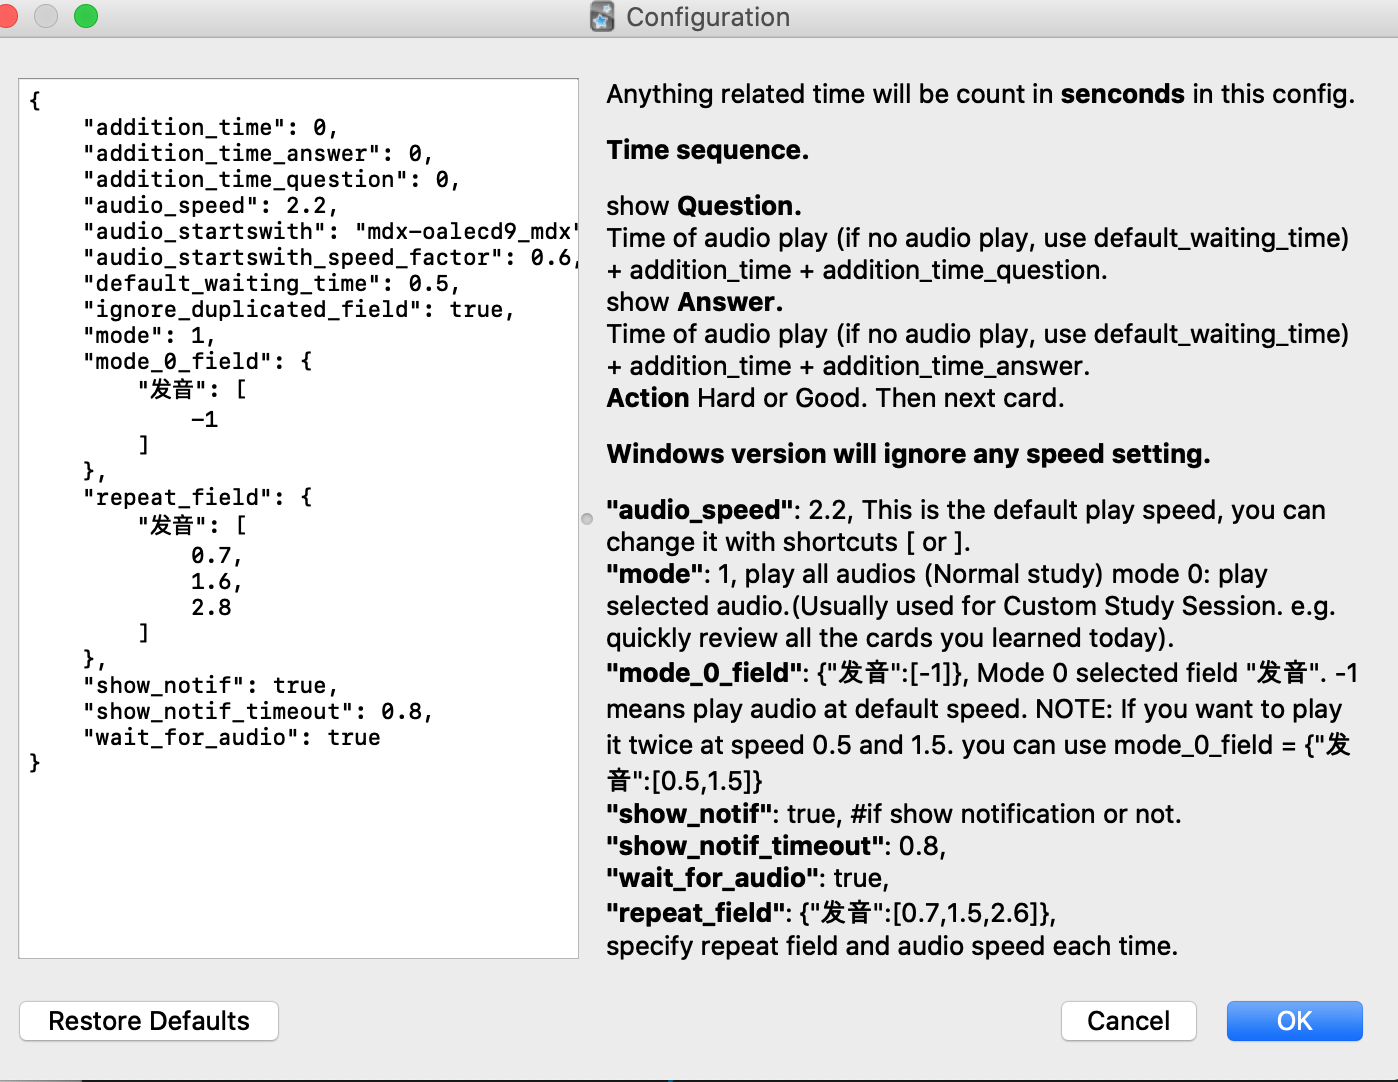 Configuration
{
"addition_time": 0,
"addition_time_answer": 0,
"addition_time_question": 0,
"audio_speed": 2.2,
"audio_startswith": "mdx-oalecd9_mdx"
"audio_startswith_speed_factor": 0.6,
"default_waiting_time": 0.5,
"ignore_duplicated_field": true,
"mode": 1,
"mode_0_field": {
"发音": [
-1
]
},
"repeat_field": {
"发音": [
0.7,
1.6,
2.8
]
},
"show_notif": true,
"show_notif_timeout": 0.8,
"wait_for_audio": true
}
Anything related time will be count in senconds in this config.
Time sequence.
show Question.
Time of audio play (if no audio play, use default_waiting_time)
+ addition_time + addition_time_question.
show Answer.
Time of audio play (if no audio play, use default_waiting_time)
+ addition_time + addition_time_answer.
Action Hard or Good. Then next card.
Windows version will ignore any speed setting.
"audio_speed": 2.2, This is the default play speed, you can
change it with shortcuts [ or ].
"mode": 1, play all audios (Normal study) mode 0: play
selected audio.(Usually used for Custom Study Session. e.g.
quickly review all the cards you learned today).
"mode_0_field": {"发音":[-1]}, Mode 0 selected field "发音". -1
means play audio at default speed. NOTE: If you want to play
it twice at speed 0.5 and 1.5. you can use mode_0_field = {"发
音":[0.5,1.5]}
"show_notif": true, #if show notification or not.
"show_notif_timeout": 0.8,
"wait_for_audio": true,
"repeat_field": {"发音":[0.7,1.5,2.6]},
specify repeat field and audio speed each time.
Restore Defaults
Cancel
OK